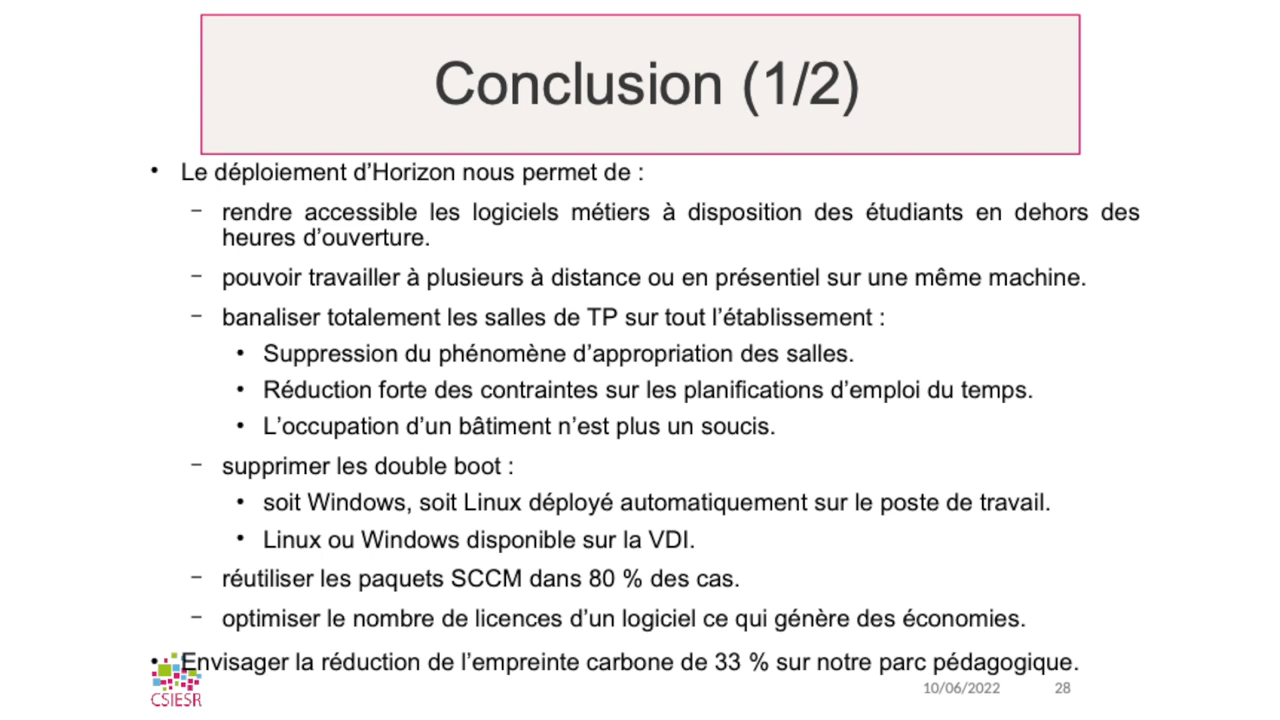 Conclusion (1/2)
• Le déploiement d’Horizon nous permet de :
– rendre accessible les logiciels métiers à disposition des étudiants en dehors des
heures d’ouverture.
– pouvoir travailler à plusieurs à distance ou en présentiel sur une même machine.
– banaliser totalement les salles de TP sur tout l’établissement :
• Suppression du phénomène d’appropriation des salles.
• Réduction forte des contraintes sur les planifications d’emploi du temps.
• L’occupation d’un bâtiment n’est plus un soucis.
– supprimer les double boot :
• soit Windows, soit Linux déployé automatiquement sur le poste de travail.
• Linux ou Windows disponible sur la VDI.
– réutiliser les paquets SCCM dans 80 % des cas.
– optimiser le nombre de licences d’un logiciel ce qui génère des économies.
• Envisager la réduction de l’empreinte carbone de 33 % sur notre parc pédagogique.
CSIESR
10/06/2022 28